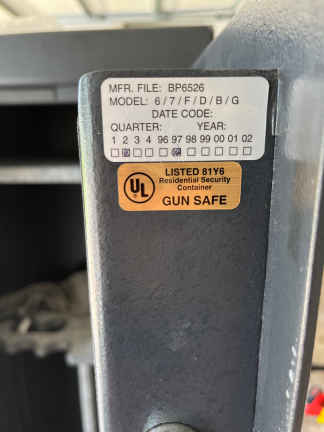 MFR. FILE: BP6526
MODEL: 6 / 7 / F / D / B / G
DATE CODE:
QUARTER: YEAR:
1 2 3 4 96 97 98 99 00 01 02
UL
LISTED 81Y6
Residential Security
Container
GUN SAFE